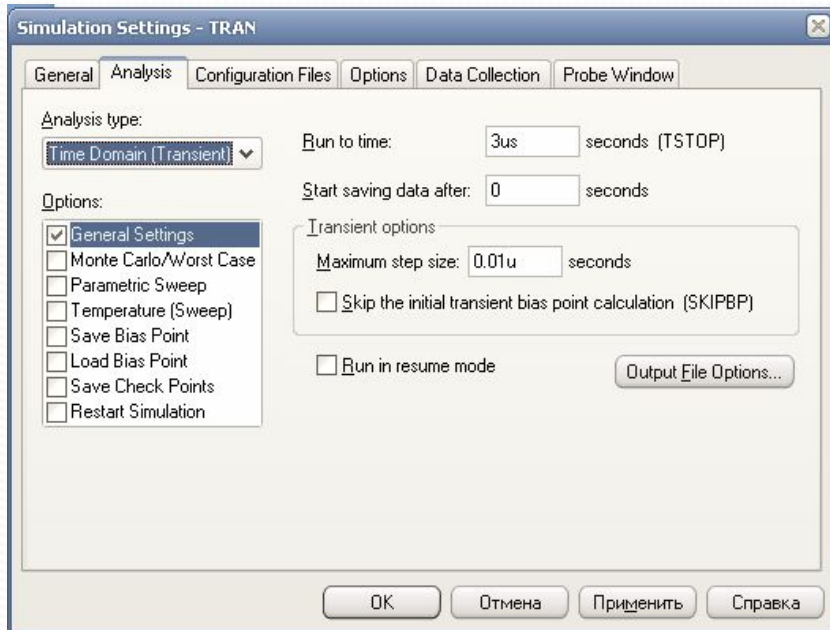 Simulation Settings - TRAN
General Analysis Configuration Files Options Data Collection Probe Window
Analysis type:
Time Domain (Transient)
Options:
General Settings
Monte Carlo/Worst Case
Parametric Sweep
Temperature (Sweep)
Save Bias Point
Load Bias Point
Save Check Points
Restart Simulation
Run to time: 3us seconds (TSTOP)
Start saving data after: 0 seconds
Transient options
Maximum step size: 0.01u seconds
Skip the initial transient bias point calculation (SKIPBP)
Run in resume mode
Output File Options...
OK Отмена Применить Справка